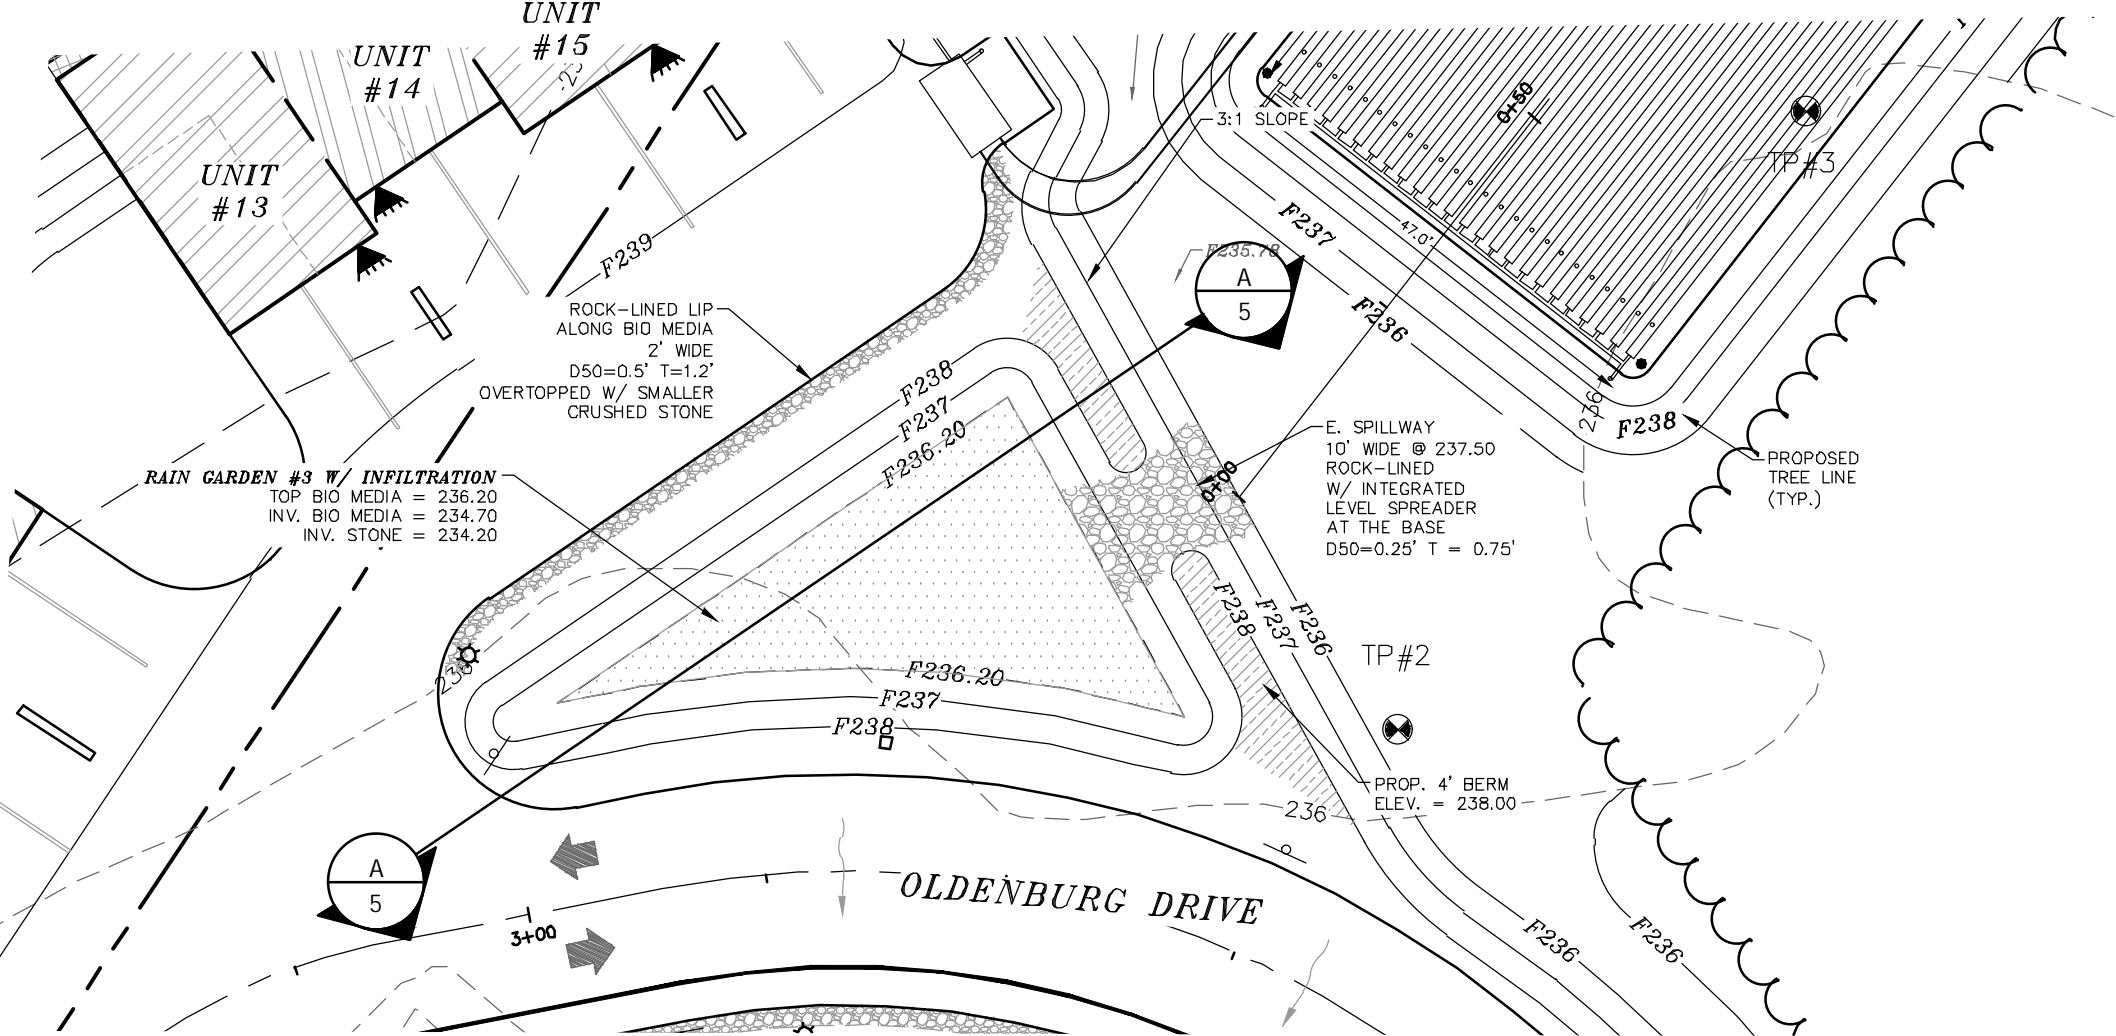 UNIT
#15
UNIT
#14
UNIT
#13
F239
3:1 SLOPE
0+50
TP#3
F237
47.0'
F235.78
A
5
F236
ROCK-LINED LIP
ALONG BIO MEDIA
2' WIDE
D50=0.5' T=1.2'
OVERTOPPED W/ SMALLER
CRUSHED STONE
F238
F237
F236.20
236
F238
E. SPILLWAY
10' WIDE @ 237.50
ROCK-LINED
W/ INTEGRATED
LEVEL SPREADER
AT THE BASE
D50=0.25' T = 0.75'
PROPOSED
TREE LINE
(TYP.)
RAIN GARDEN #3 W/ INFILTRATION
TOP BIO MEDIA = 236.20
INV. BIO MEDIA = 234.70
INV. STONE = 234.20
0+00
F238
F237
F236
TP#2
236
F236.20
F237
F238
PROP. 4' BERM
ELEV. = 238.00
236
A
5
OLDENBURG DRIVE
3+00
F236
F236